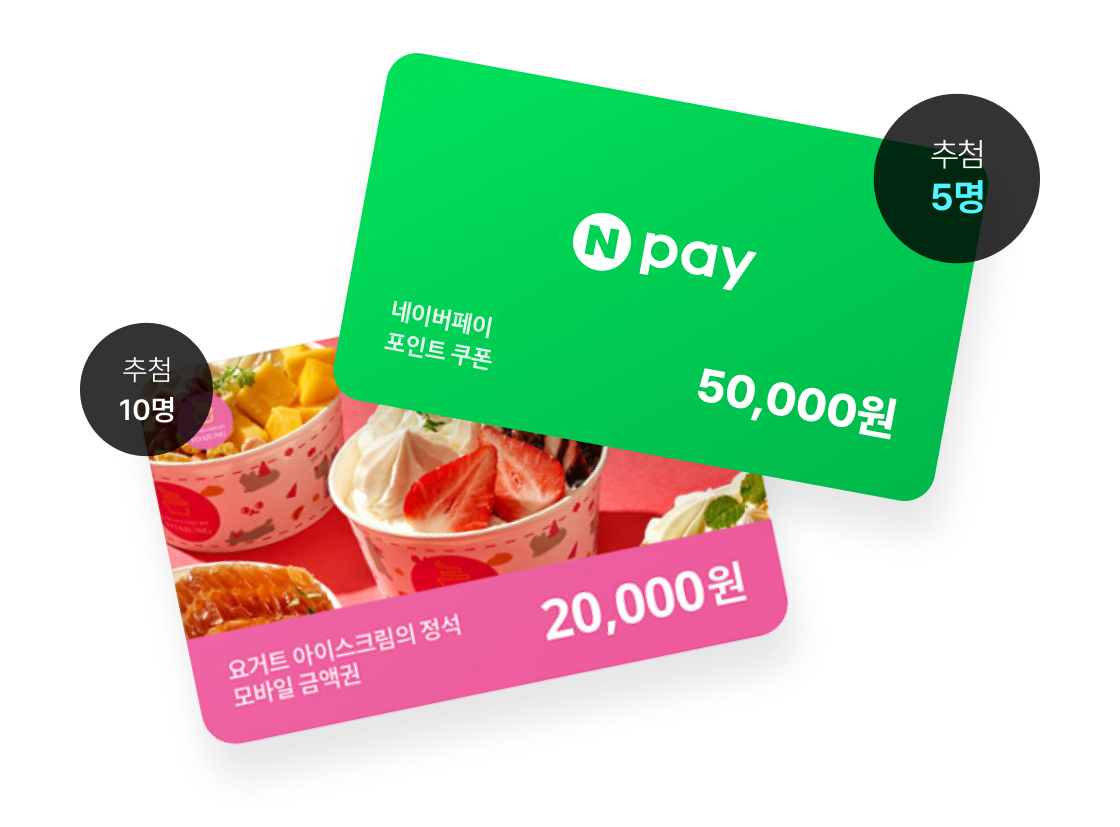 추첨
5명
N pay
네이버페이
포인트 쿠폰
50,000원
추첨
10명
요거트 아이스크림의 정석
모바일 금액권
20,000원